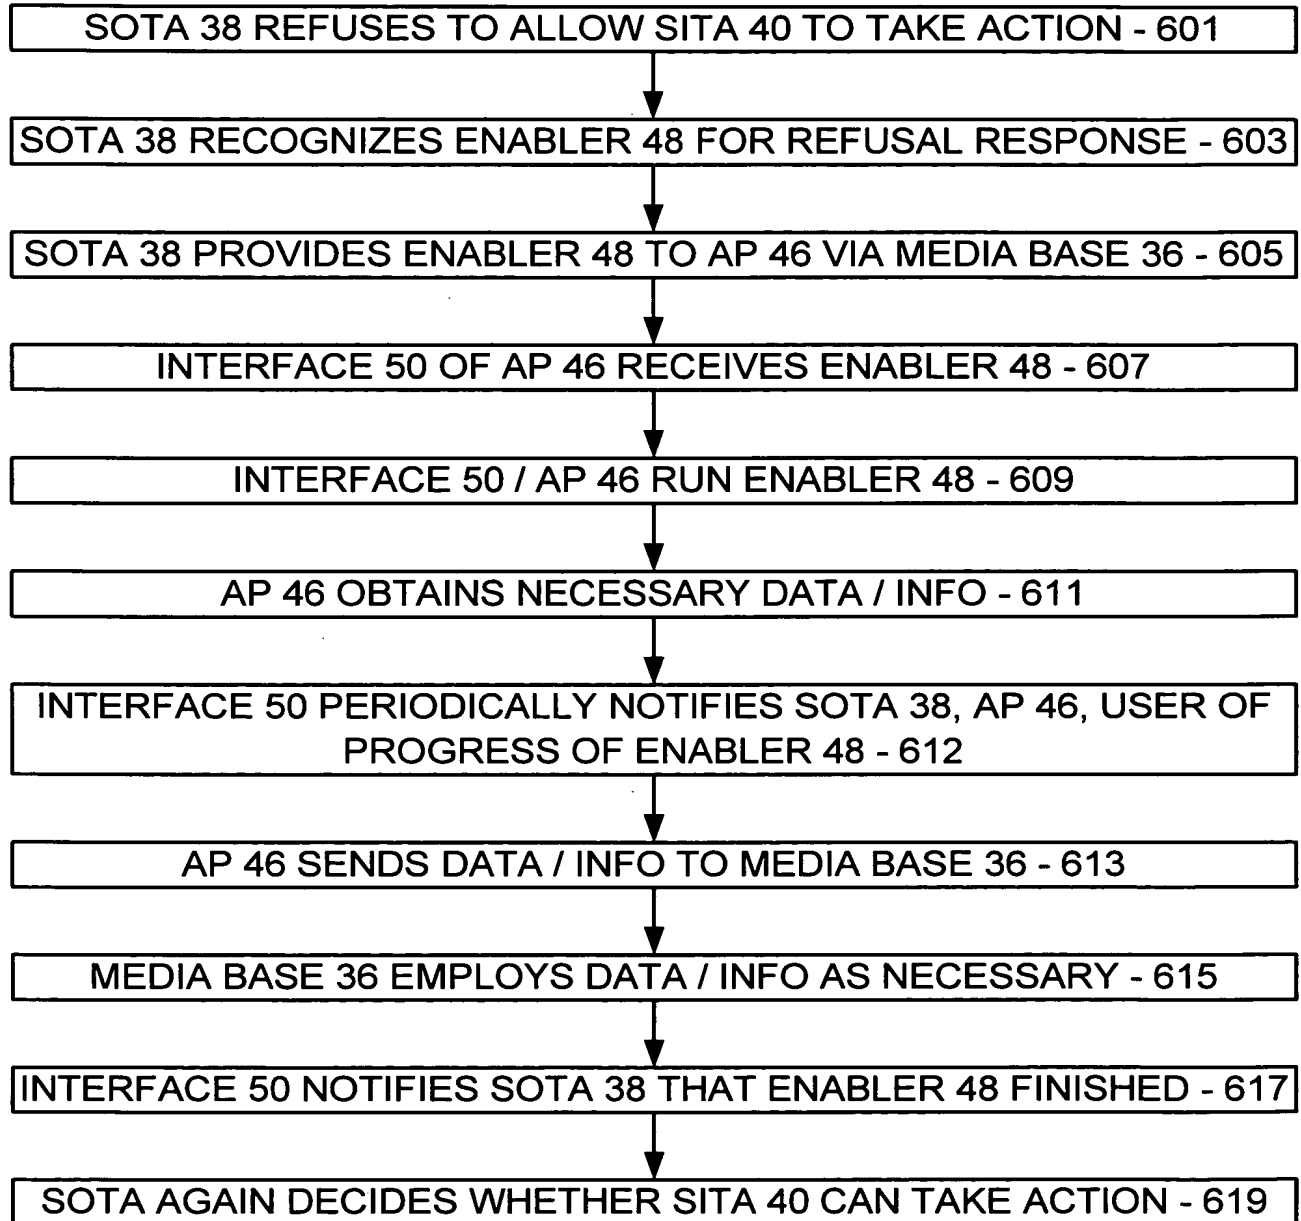 SOTA 38 REFUSES TO ALLOW SITA 40 TO TAKE ACTION - 601
SOTA 38 RECOGNIZES ENABLER 48 FOR REFUSAL RESPONSE - 603
SOTA 38 PROVIDES ENABLER 48 TO AP 46 VIA MEDIA BASE 36 - 605
INTERFACE 50 OF AP 46 RECEIVES ENABLER 48 - 607
INTERFACE 50 / AP 46 RUN ENABLER 48 - 609
AP 46 OBTAINS NECESSARY DATA / INFO - 611
INTERFACE 50 PERIODICALLY NOTIFIES SOTA 38, AP 46, USER OF
PROGRESS OF ENABLER 48 - 612
AP 46 SENDS DATA / INFO TO MEDIA BASE 36 - 613
MEDIA BASE 36 EMPLOYS DATA / INFO AS NECESSARY - 615
INTERFACE 50 NOTIFIES SOTA 38 THAT ENABLER 48 FINISHED - 617
SOTA AGAIN DECIDES WHETHER SITA 40 CAN TAKE ACTION - 619